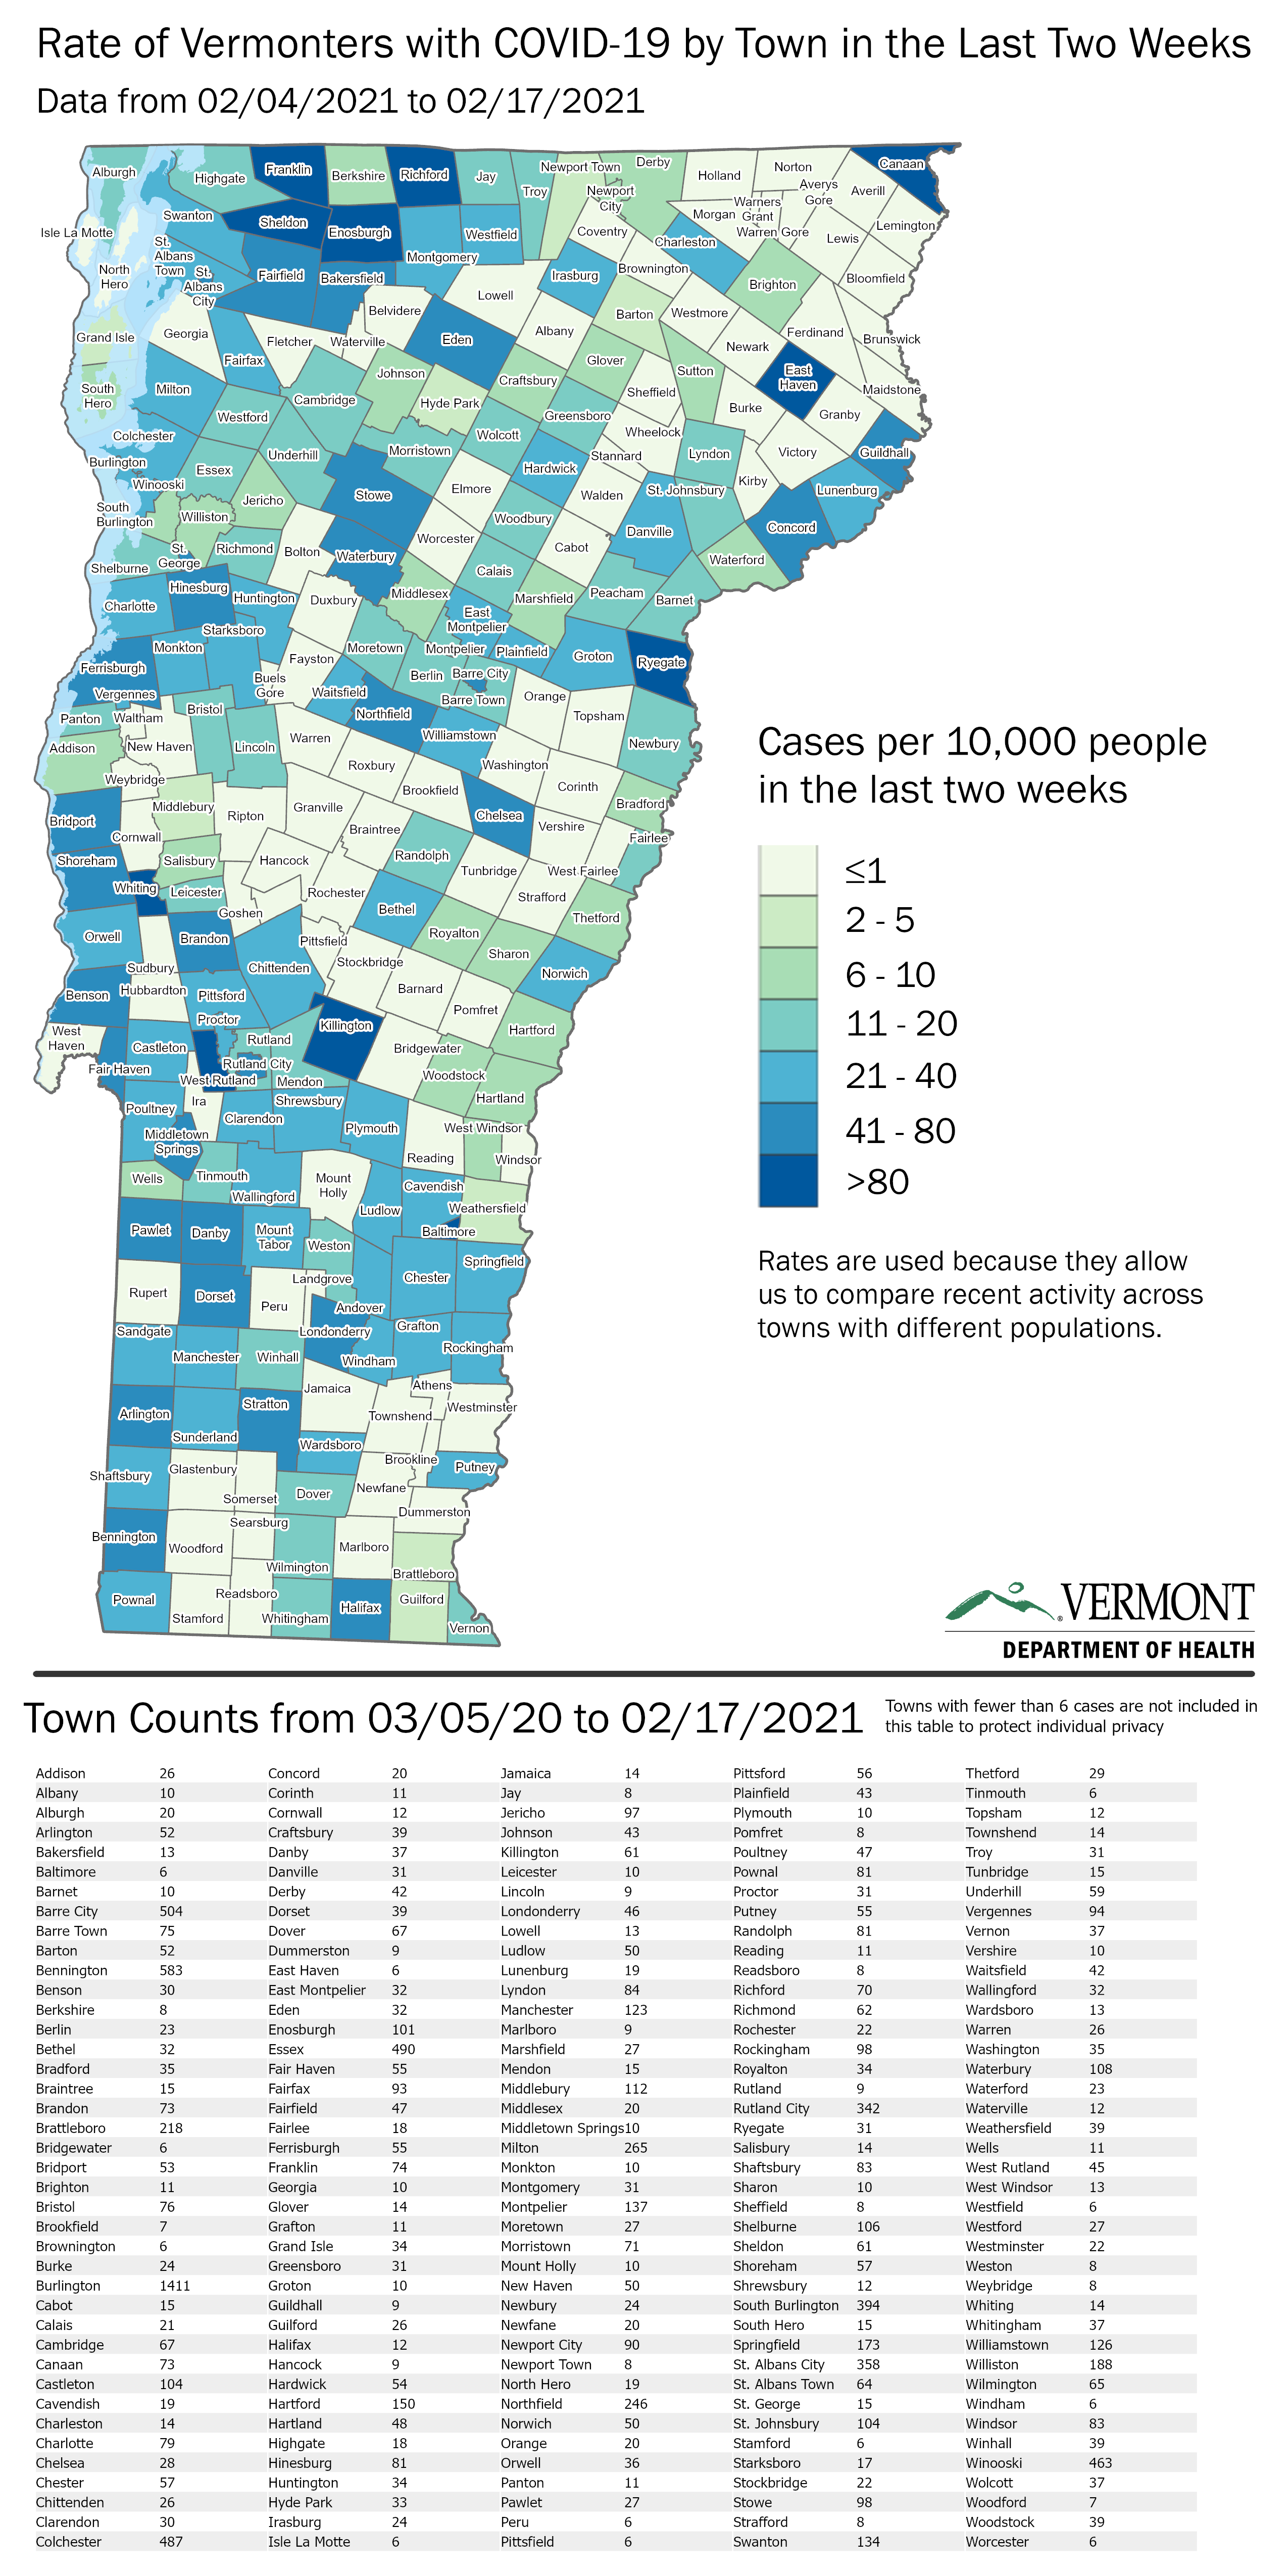 Rate of Vermonters with COVID-19 by Town in the Last Two Weeks
Data from 02/04/2021 to 02/17/2021
Alburgh
Highgate
Franklin
Berkshire
Richford
Jay
Troy
Newport Town
Derby
Newport
City
Holland
Norton
Averys
Gore
Canaan
Averill
Warners
Grant
Morgan
Warren Gore
Lewis
Lemington
Isle La Motte
Swanton
Sheldon
Enosburgh
Montgomery
Westfield
Coventry
Charleston
St.
Albans
Town
St.
Albans
City
North
Hero
Fairfield
Bakersfield
Irasburg
Brownington
Brighton
Bloomfield
Lowell
Belvidere
Barton
Westmore
Ferdinand
Brunswick
Grand Isle
Georgia
Fletcher
Waterville
Eden
Albany
Newark
Fairfax
Glover
Sutton
East
Haven
Maidstone
South
Hero
Milton
Johnson
Craftsbury
Sheffield
Cambridge
Hyde Park
Greensboro
Burke
Granby
Westford
Colchester
Wolcott
Wheelock
Underhill
Morristown
Stannard
Lyndon
Victory
Guildhall
Burlington
Essex
Hardwick
Winooski
Kirby
Jericho
Stowe
Elmore
Walden
St. Johnsbury
Lunenburg
South
Burlington
Williston
Woodbury
Danville
Concord
St.
George
Richmond
Bolton
Worcester
Cabot
Waterbury
Waterford
Shelburne
Calais
Hinesburg
Huntington
Duxbury
Middlesex
Marshfield
Peacham
Barnet
Charlotte
East
Montpelier
Starksboro
Monkton
Moretown
Montpelier
Plainfield
Groton
Ryegate
Ferrisburgh
Fayston
Berlin
Barre City
Buels
Gore
Vergennes
Waitsfield
Barre Town
Orange
Panton
Waltham
Bristol
Northfield
Topsham
Williamstown
Addison
New Haven
Lincoln
Warren
Newbury
Roxbury
Washington
Weybridge
Brookfield
Corinth
Middlebury
Ripton
Granville
Chelsea
Bradford
Bridport
Braintree
Vershire
Cornwall
Fairlee
Shoreham
Salisbury
Hancock
Randolph
Tunbridge
West Fairlee
Whiting
Leicester
Rochester
Strafford
Goshen
Bethel
Thetford
Orwell
Brandon
Pittsfield
Royalton
Sharon
Sudbury
Chittenden
Stockbridge
Norwich
Hubbardton
Benson
Pittsford
Barnard
Pomfret
Proctor
Killington
West
Haven
Hartford
Castleton
Rutland
Bridgewater
Fair Haven
Rutland City
West Rutland
Mendon
Woodstock
Poultney
Ira
Shrewsbury
Hartland
Clarendon
Plymouth
West Windsor
Middletown
Springs
Reading
Windsor
Wells
Tinmouth
Mount
Holly
Cavendish
Wallingford
Ludlow
Weathersfield
Pawlet
Danby
Mount
Tabor
Baltimore
Weston
Springfield
Landgrove
Chester
Rupert
Dorset
Peru
Andover
Sandgate
Londonderry
Grafton
Manchester
Winhall
Windham
Rockingham
Jamaica
Athens
Arlington
Stratton
Townshend
Westminster
Sunderland
Wardsboro
Brookline
Shaftsbury
Glastenbury
Putney
Somerset
Dover
Newfane
Searsburg
Dummerston
Bennington
Woodford
Marlboro
Wilmington
Brattleboro
Pownal
Readsboro
Halifax
Guilford
Stamford
Whitingham
Vernon
Cases per 10,000 people
in the last two weeks
≤1
2 - 5
6 - 10
11 - 20
21 - 40
41 - 80
>80
Rates are used because they allow
us to compare recent activity across
towns with different populations.
VERMONT
DEPARTMENT OF HEALTH
Town Counts from 03/05/20 to 02/17/2021
Towns with fewer than 6 cases are not included in
this table to protect individual privacy
Addison 26 Concord 20 Jamaica 14 Pittsford 56 Thetford 29
Albany 10 Corinth 11 Jay 8 Plainfield 43 Tinmouth 6
Alburgh 20 Cornwall 12 Jericho 97 Plymouth 10 Topsham 12
Arlington 52 Craftsbury 39 Johnson 43 Pomfret 8 Townshend 14
Bakersfield 13 Danby 37 Killington 61 Poultney 47 Troy 31
Baltimore 6 Danville 31 Leicester 10 Pownal 81 Tunbridge 15
Barnet 10 Derby 42 Lincoln 9 Proctor 31 Underhill 59
Barre City 504 Dorset 39 Londonderry 46 Putney 55 Vergennes 94
Barre Town 75 Dover 67 Lowell 13 Randolph 81 Vernon 37
Barton 52 Dummerston 9 Ludlow 50 Reading 11 Vershire 10
Bennington 583 East Haven 6 Lunenburg 19 Readsboro 8 Waitsfield 42
Benson 30 East Montpelier 32 Lyndon 84 Richford 70 Wallingford 32
Berkshire 8 Eden 32 Manchester 123 Richmond 62 Wardsboro 13
Berlin 23 Enosburgh 101 Marlboro 9 Rochester 22 Warren 26
Bethel 32 Essex 490 Marshfield 27 Rockingham 98 Washington 35
Bradford 35 Fair Haven 55 Mendon 15 Royalton 34 Waterbury 108
Braintree 15 Fairfax 93 Middlebury 112 Rutland 9 Waterford 23
Brandon 73 Fairfield 47 Middlesex 20 Rutland City 342 Waterville 12
Brattleboro 218 Fairlee 18 Middletown Springs10 Ryegate 31 Weathersfield 39
Bridgewater 6 Ferrisburgh 55 Milton 265 Salisbury 14 Wells 11
Bridport 53 Franklin 74 Monkton 10 Shaftsbury 83 West Rutland 45
Brighton 11 Georgia 10 Montgomery 31 Sharon 10 West Windsor 13
Bristol 76 Glover 14 Montpelier 137 Sheffield 8 Westfield 6
Brookfield 7 Grafton 11 Moretown 27 Shelburne 106 Westford 27
Brownington 6 Grand Isle 34 Morristown 71 Sheldon 61 Westminster 22
Burke 24 Greensboro 31 Mount Holly 10 Shoreham 57 Weston 8
Burlington 1411 Groton 10 New Haven 50 Shrewsbury 12 Weybridge 8
Cabot 15 Guildhall 9 Newbury 24 South Burlington 394 Whiting 14
Calais 21 Guilford 26 Newfane 20 South Hero 15 Whitingham 37
Cambridge 67 Halifax 12 Newport City 90 Springfield 173 Williamstown 126
Canaan 73 Hancock 9 Newport Town 8 St. Albans City 358 Williston 188
Castleton 104 Hardwick 54 North Hero 19 St. Albans Town 64 Wilmington 65
Cavendish 19 Hartford 150 Northfield 246 St. George 15 Windham 6
Charleston 14 Hartland 48 Norwich 50 St. Johnsbury 104 Windsor 83
Charlotte 79 Highgate 18 Orange 20 Stamford 6 Winhall 39
Chelsea 28 Hinesburg 81 Orwell 36 Starksboro 17 Winooski 463
Chester 57 Huntington 34 Panton 11 Stockbridge 22 Wolcott 37
Chittenden 26 Hyde Park 33 Pawlet 27 Stowe 98 Woodford 7
Clarendon 30 Irasburg 24 Peru 6 Strafford 8 Woodstock 39
Colchester 487 Isle La Motte 6 Pittsfield 6 Swanton 134 Worcester 6